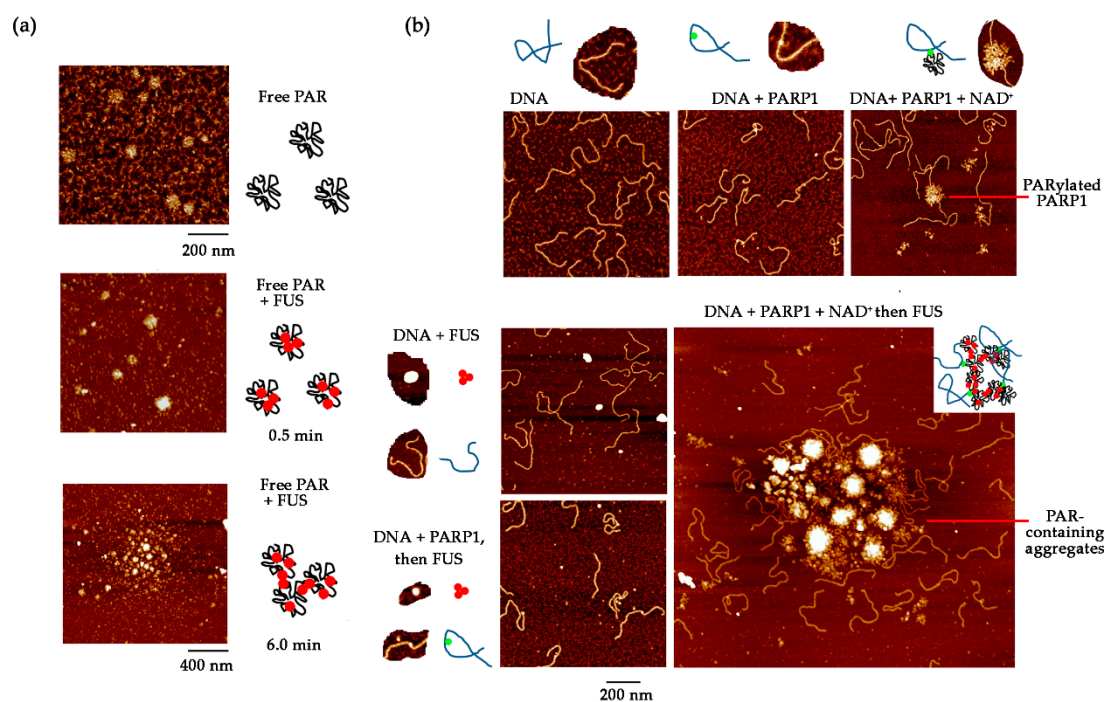 (a)
Free PAR
200 nm
Free PAR
+ FUS
0.5 min
Free PAR
+ FUS
6.0 min
400 nm
(b)
DNA
DNA + PARP1
DNA+ PARP1 + NAD⁺
PARylated
PARP1
DNA + FUS
DNA + PARP1,
then FUS
DNA + PARP1 + NAD⁺ then FUS
PAR-
containing
aggregates
200 nm